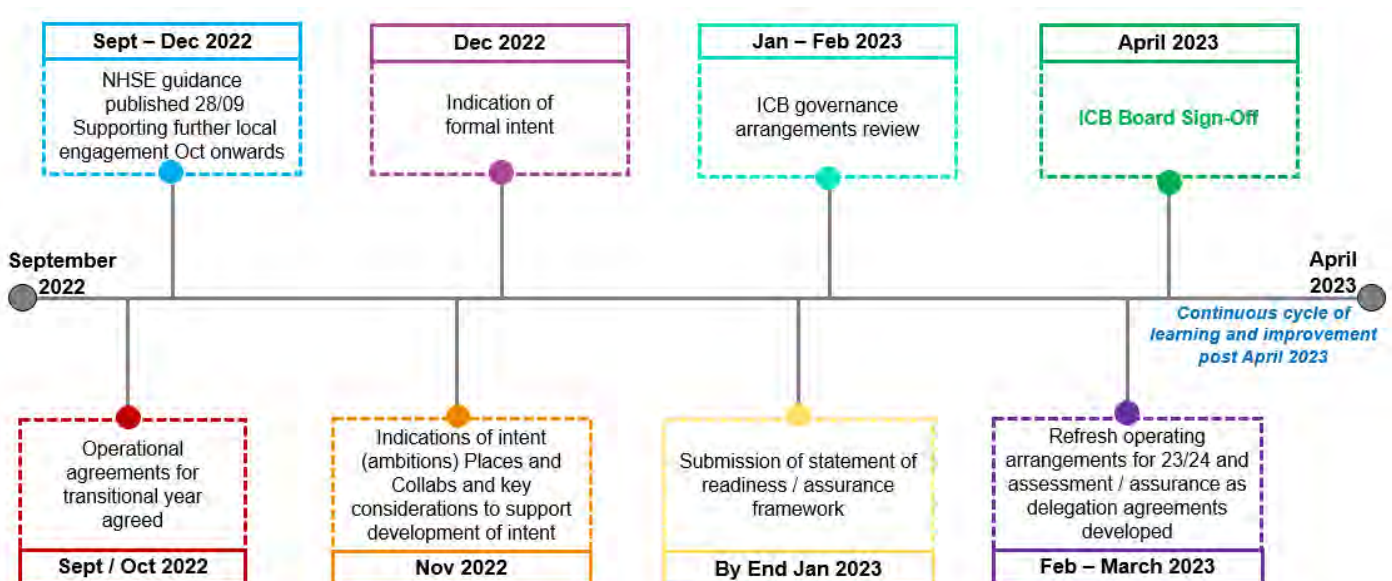 Sept – Dec 2022
NHSE guidance
published 28/09
Supporting further local
engagement Oct onwards
Dec 2022
Indication of
formal intent
Jan – Feb 2023
ICB governance
arrangements review
April 2023
ICB Board Sign-Off
September
2022
April
2023
Continuous cycle of
learning and improvement
post April 2023
Operational
agreements for
transitional year
agreed
Sept / Oct 2022
Indications of intent
(ambitions) Places and
Collabs and key
considerations to support
development of intent
Nov 2022
Submission of statement of
readiness / assurance
framework
By End Jan 2023
Refresh operating
arrangements for 23/24 and
assessment / assurance as
delegation agreements
developed
Feb – March 2023